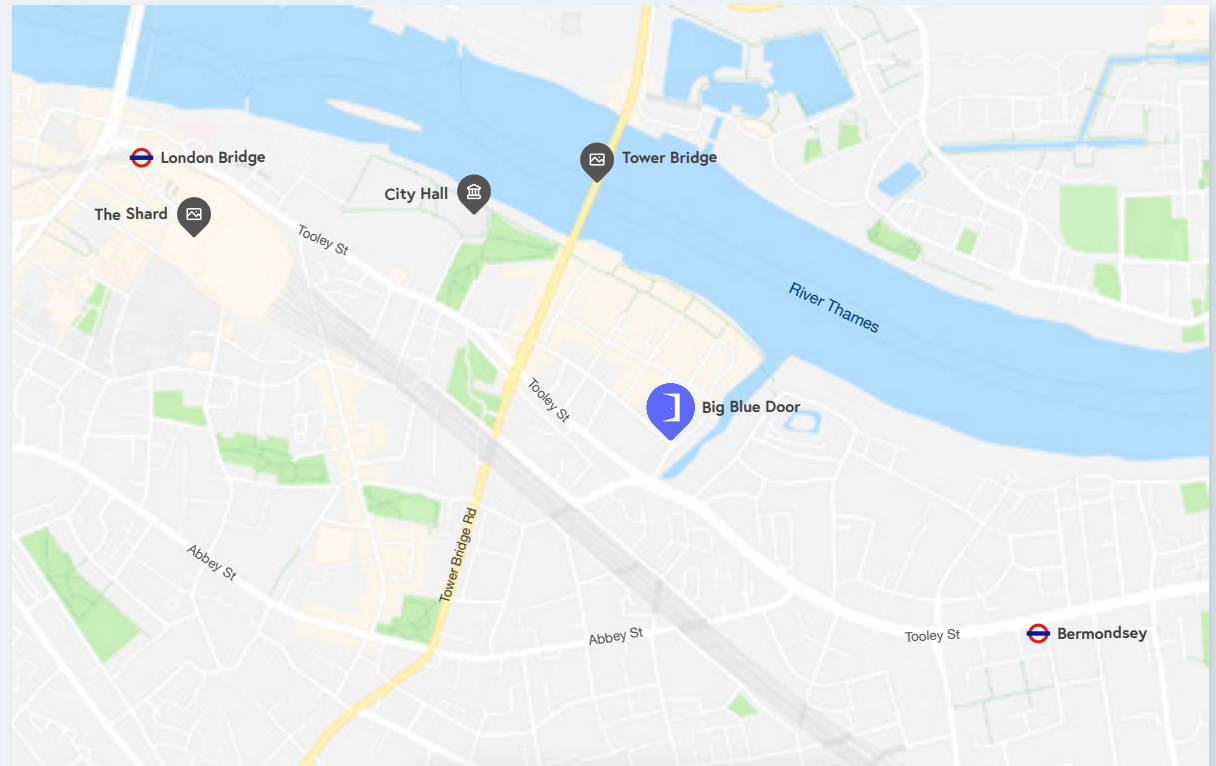 London Bridge
Tower Bridge
City Hall
The Shard
Tooley St
River Thames
Tooley St
Big Blue Door
Tower Bridge Rd
Abbey St
Abbey St
Tooley St
Bermondsey